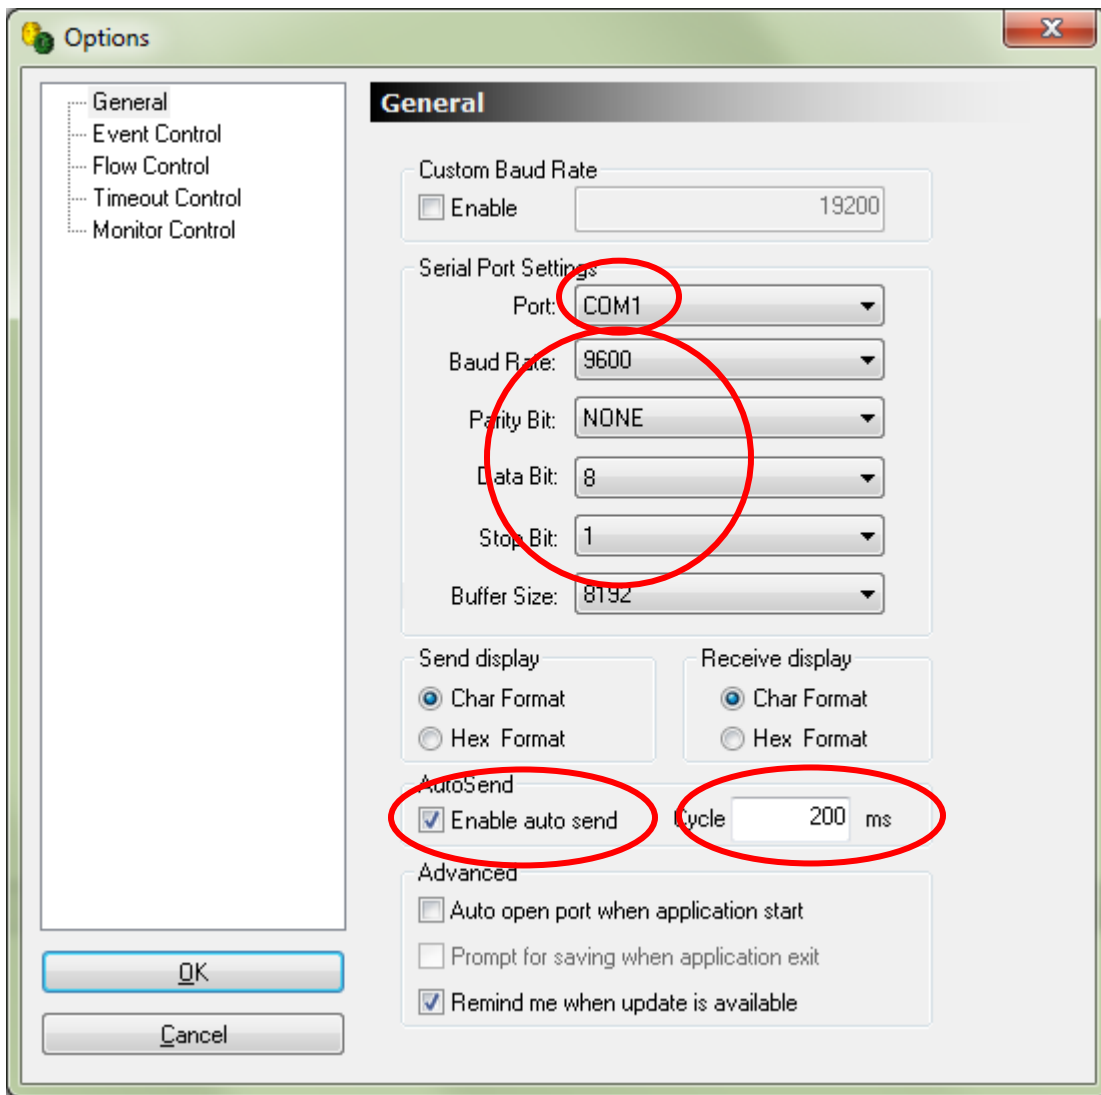 Options
General
Event Control
Flow Control
Timeout Control
Monitor Control
OK
Cancel
General
Custom Baud Rate
Enable 19200
Serial Port Settings
Port: COM1
Baud Rate: 9600
Parity Bit: NONE
Data Bit: 8
Stop Bit: 1
Buffer Size: 8192
Send display
Char Format
Hex Format
Receive display
Char Format
Hex Format
AutoSend
Enable auto send Cycle 200 ms
Advanced
Auto open port when application start
Prompt for saving when application exit
Remind me when update is available